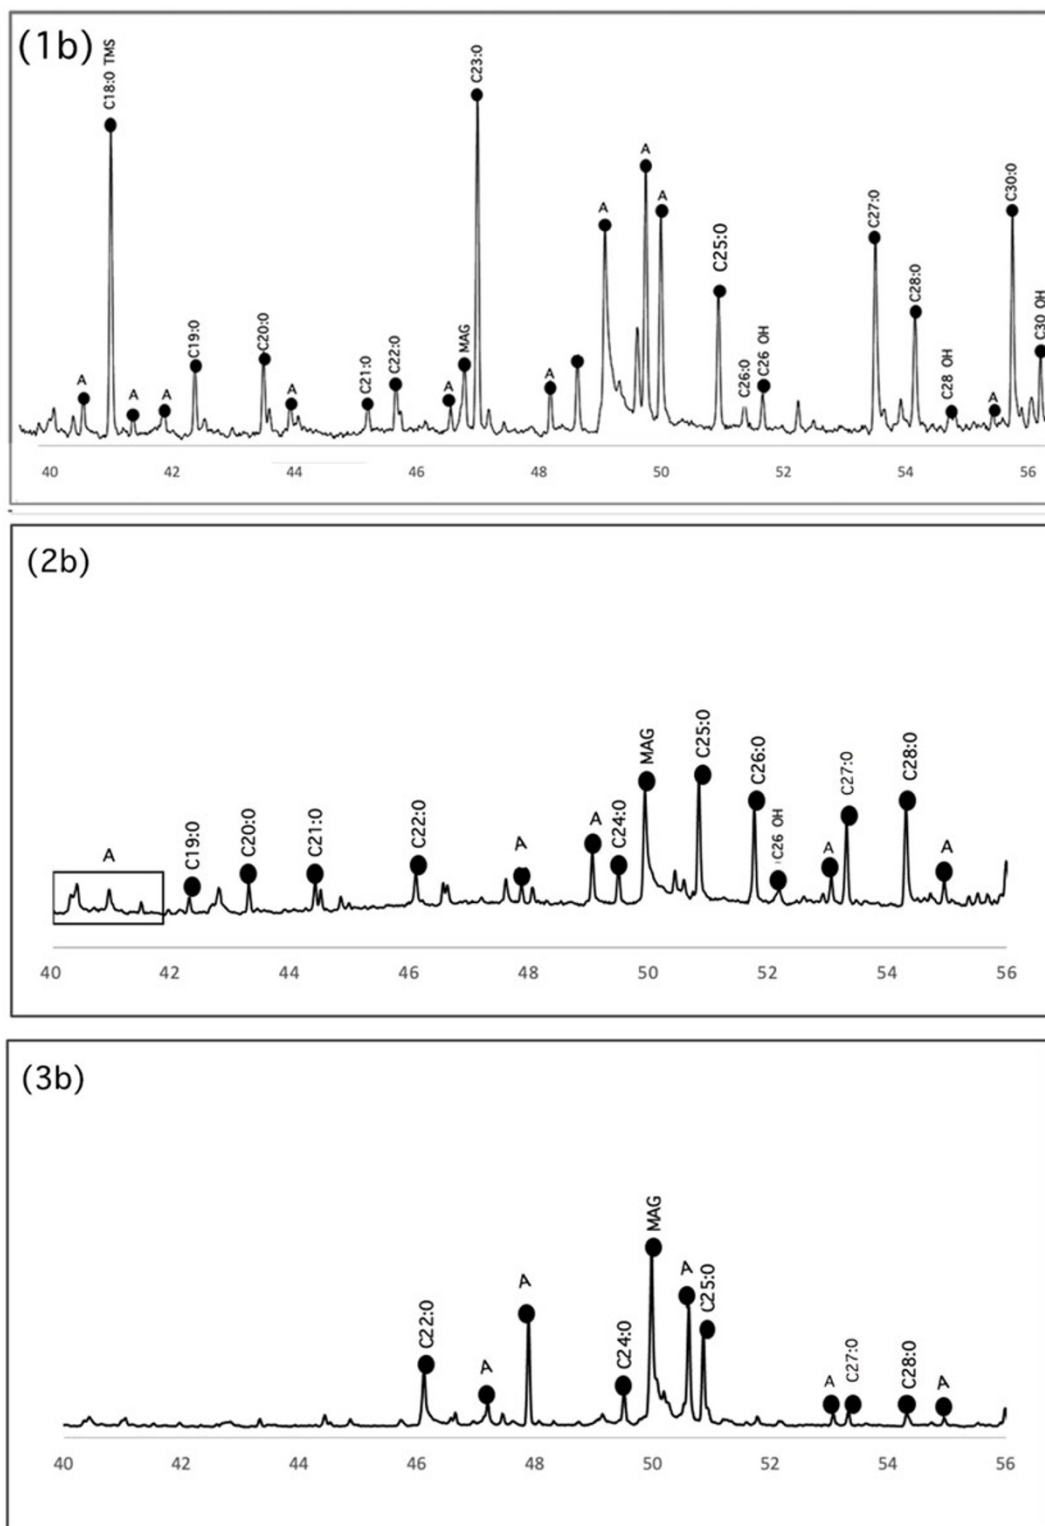 (1b)
C18:0 TMS
C23:0
A
A
A
C30:0
C27:0
C25:0
C28:0
C30 OH
C19:0
C20:0
MAG
C22:0
C21:0
A
A
A
A
A
A
C26:0
C26 OH
C28 OH
A
40 42 44 46 48 50 52 54 56
(2b)
MAG
C25:0
C26:0
C27:0
C28:0
A
C19:0
C20:0
C21:0
C22:0
A
A
C24:0
C26 OH
A
A
40 42 44 46 48 50 52 54 56
(3b)
MAG
A
A
C25:0
C22:0
A
C24:0
A
C27:0
C28:0
A
40 42 44 46 48 50 52 54 56